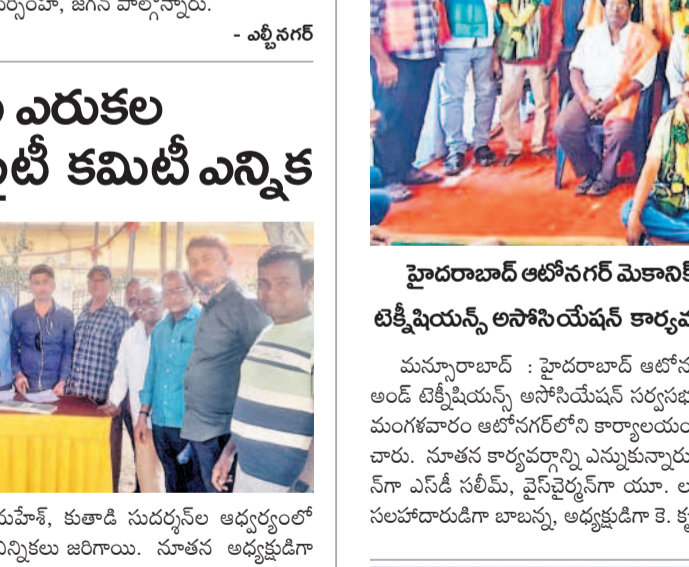 జగన్ పాల్గొన్నారు.
- ఎల్బీనగర్
ఎరుకల
కమిటీ ఎన్నిక
మహేశ్, కుతాడి సుదర్శన్‌ల ఆధ్వర్యంలో
ఎన్నికలు జరిగాయి. నూతన అధ్యక్షుడిగా
హైదరాబాద్ ఆటోనగర్ మెకానిక్
టెక్నీషియన్స్ అసోసియేషన్ కార్యవ
మన్సూరాబాద్ : హైదరాబాద్ ఆటోన
అండ్ టెక్నీషియన్స్ అసోసియేషన్ సర్వసభ
మంగళవారం ఆటోనగర్‌లోని కార్యాలయం
చారు. నూతన కార్యవర్గాన్ని ఎన్నుకున్నారు
న్‌గా ఎస్‌డీ సలీమ్, వైస్‌చైర్మన్‌గా యూ. ల
సలహాదారుడిగా బాబన్న, అధ్యక్షుడిగా కె. కృ